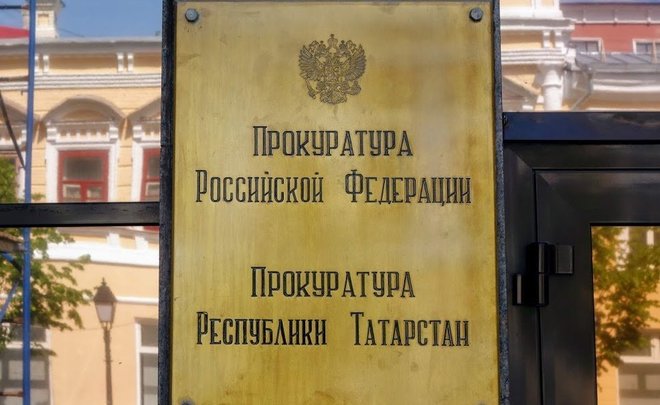 Прокуратура
Российской Федерации
Прокуратура
Республики Татарстан